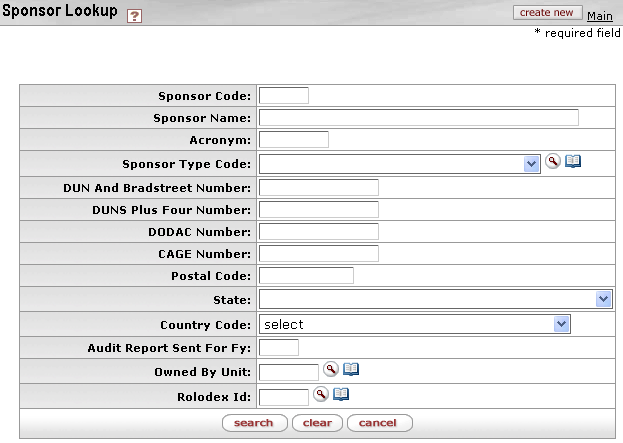 Sponsor Lookup ? create new Main
* required field
Sponsor Code:
Sponsor Name:
Acronym:
Sponsor Type Code:
DUN And Bradstreet Number:
DUNS Plus Four Number:
DODAC Number:
CAGE Number:
Postal Code:
State:
Country Code: select
Audit Report Sent For Fy:
Owned By Unit:
Rolodex Id:
search clear cancel